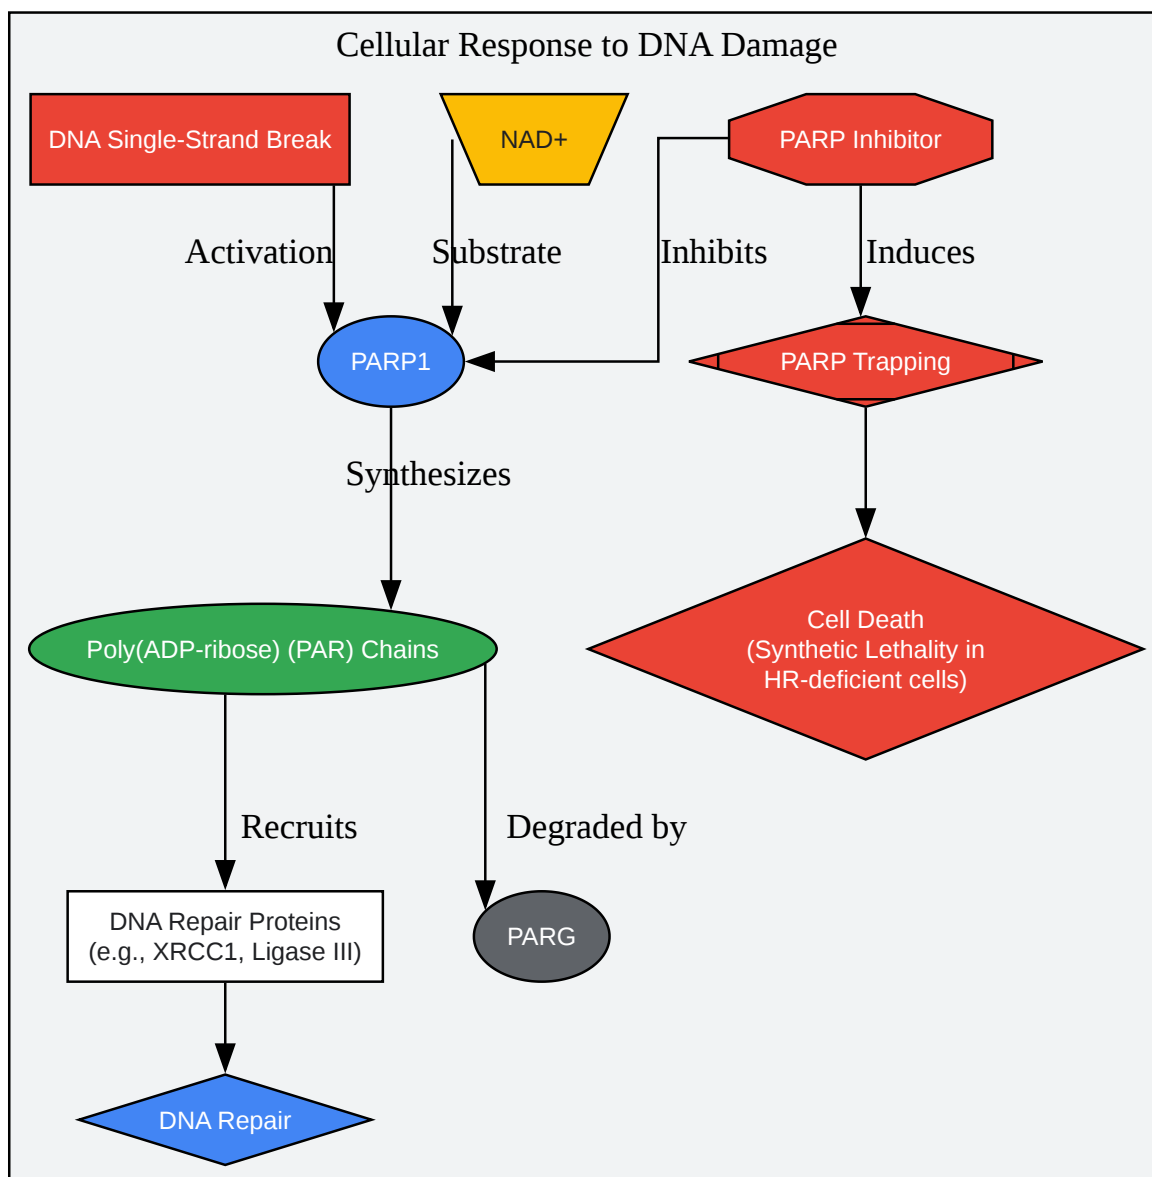 Cellular Response to DNA Damage
DNA Single-Strand Break
NAD+
PARP Inhibitor
Activation
Substrate
Inhibits
Induces
PARP1
PARP Trapping
Synthesizes
Poly(ADP-ribose) (PAR) Chains
Cell Death
(Synthetic Lethality in
HR-deficient cells)
Recruits
Degraded by
DNA Repair Proteins
(e.g., XRCC1, Ligase III)
PARG
DNA Repair